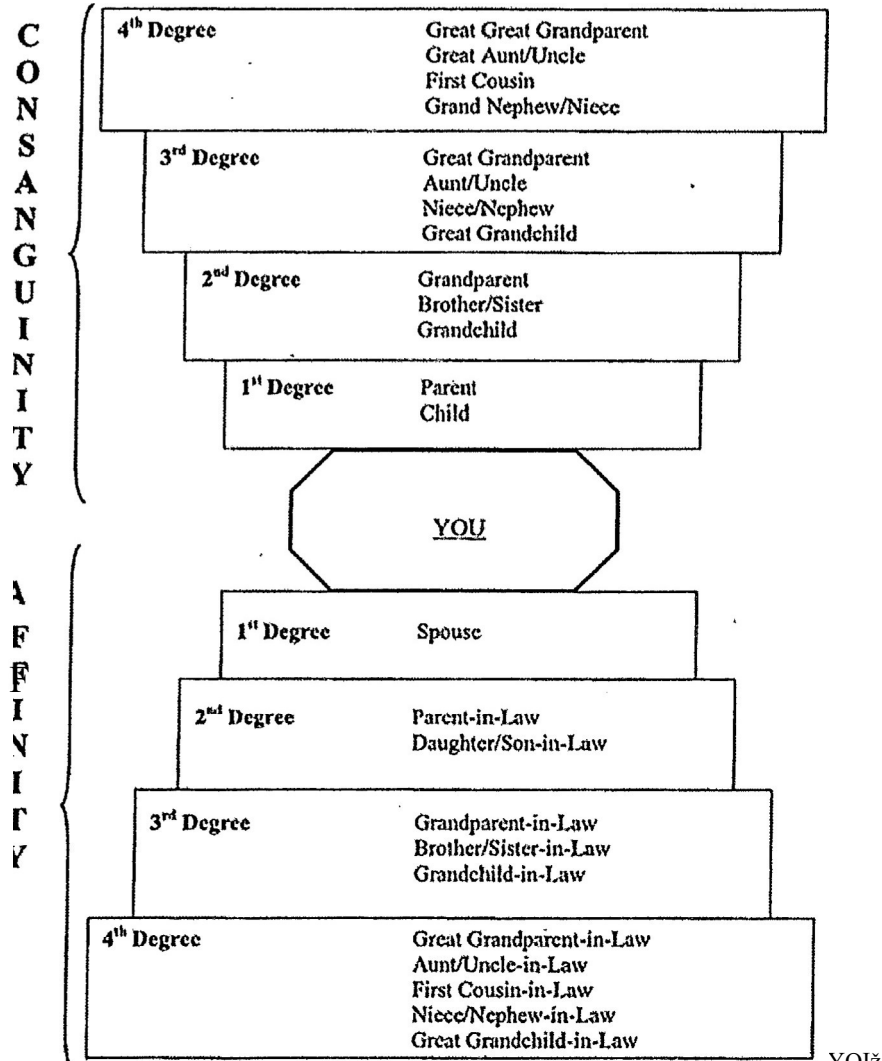 CONSANGUINITY
4th Degree Great Great Grandparent
Great Aunt/Uncle
First Cousin
Grand Nephew/Niece
3rd Degree Great Grandparent
Aunt/Uncle
Niece/Nephew
Great Grandchild
2nd Degree Grandparent
Brother/Sister
Grandchild
1st Degree Parent
Child
YOU
AFFINITY
1st Degree Spouse
2nd Degree Parent-in-Law
Daughter/Son-in-Law
3rd Degree Grandparent-in-Law
Brother/Sister-in-Law
Grandchild-in-Law
4th Degree Great Grandparent-in-Law
Aunt/Uncle-in-Law
First Cousin-in-Law
Niece/Nephew-in-Law
Great Grandchild-in-Law